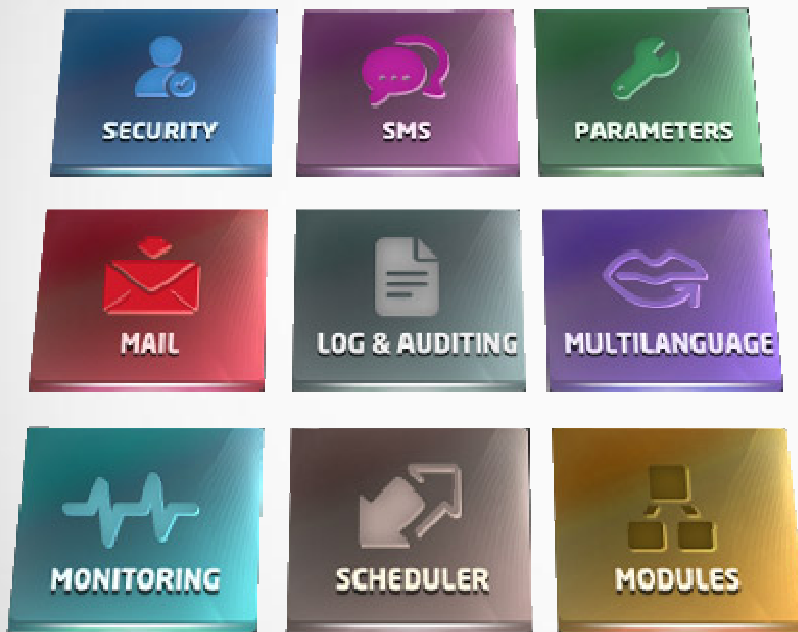 SECURITY
SMS
PARAMETERS
MAIL
LOG & AUDITING
MULTILANGUAGE
MONITORING
SCHEDULER
MODULES